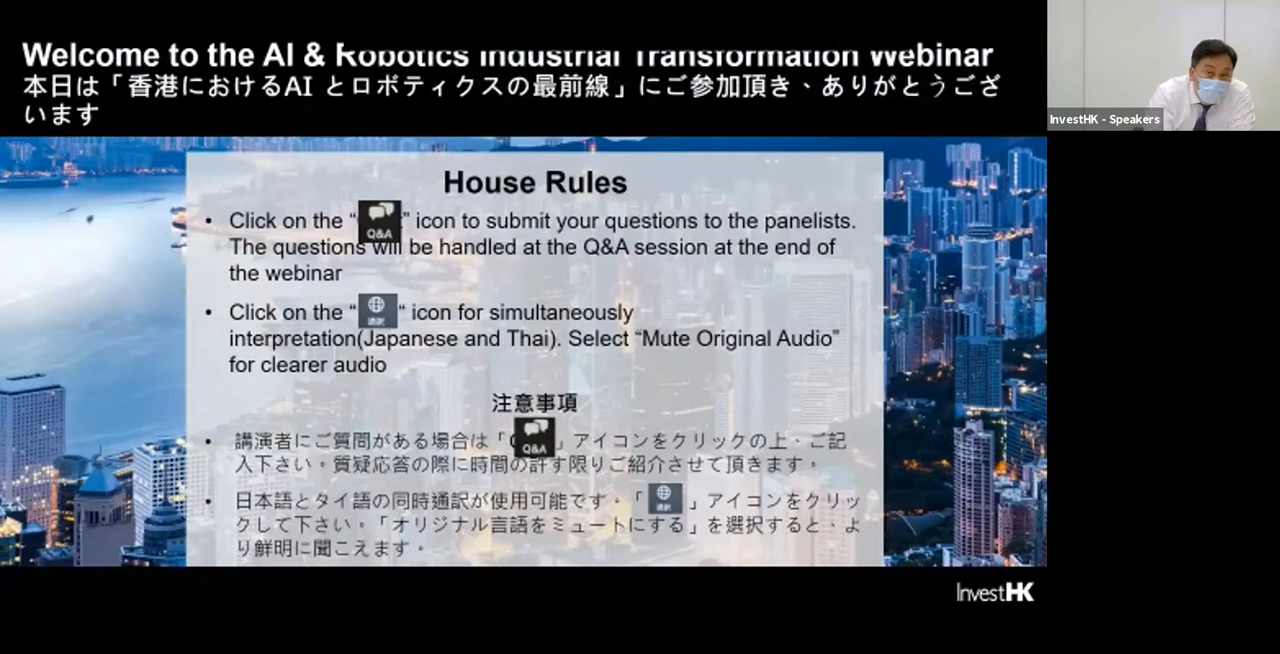 Welcome to the AI & Robotics Industrial Transformation Webinar
本日は「香港におけるAI とロボティクスの最前線」にご参加頂き、ありがとうござ
います
InvestHK - Speakers
House Rules
• Click on the “ Q&A ” icon to submit your questions to the panelists.
The questions will be handled at the Q&A session at the end of
the webinar
• Click on the “ 通訳 “ icon for simultaneously
interpretation(Japanese and Thai). Select “Mute Original Audio”
for clearer audio
注意事項
• 講演者にご質問がある場合は「 Q&A 」アイコンをクリックの上、ご記
入下さい。質疑応答の際に時間の許す限りご紹介させて頂きます。
• 日本語とタイ語の同時通訳が使用可能です。「 通訳 」アイコンをクリッ
クして下さい。「オリジナル言語をミュートにする」を選択すると、よ
り鮮明に聞こえます。
InvestHK